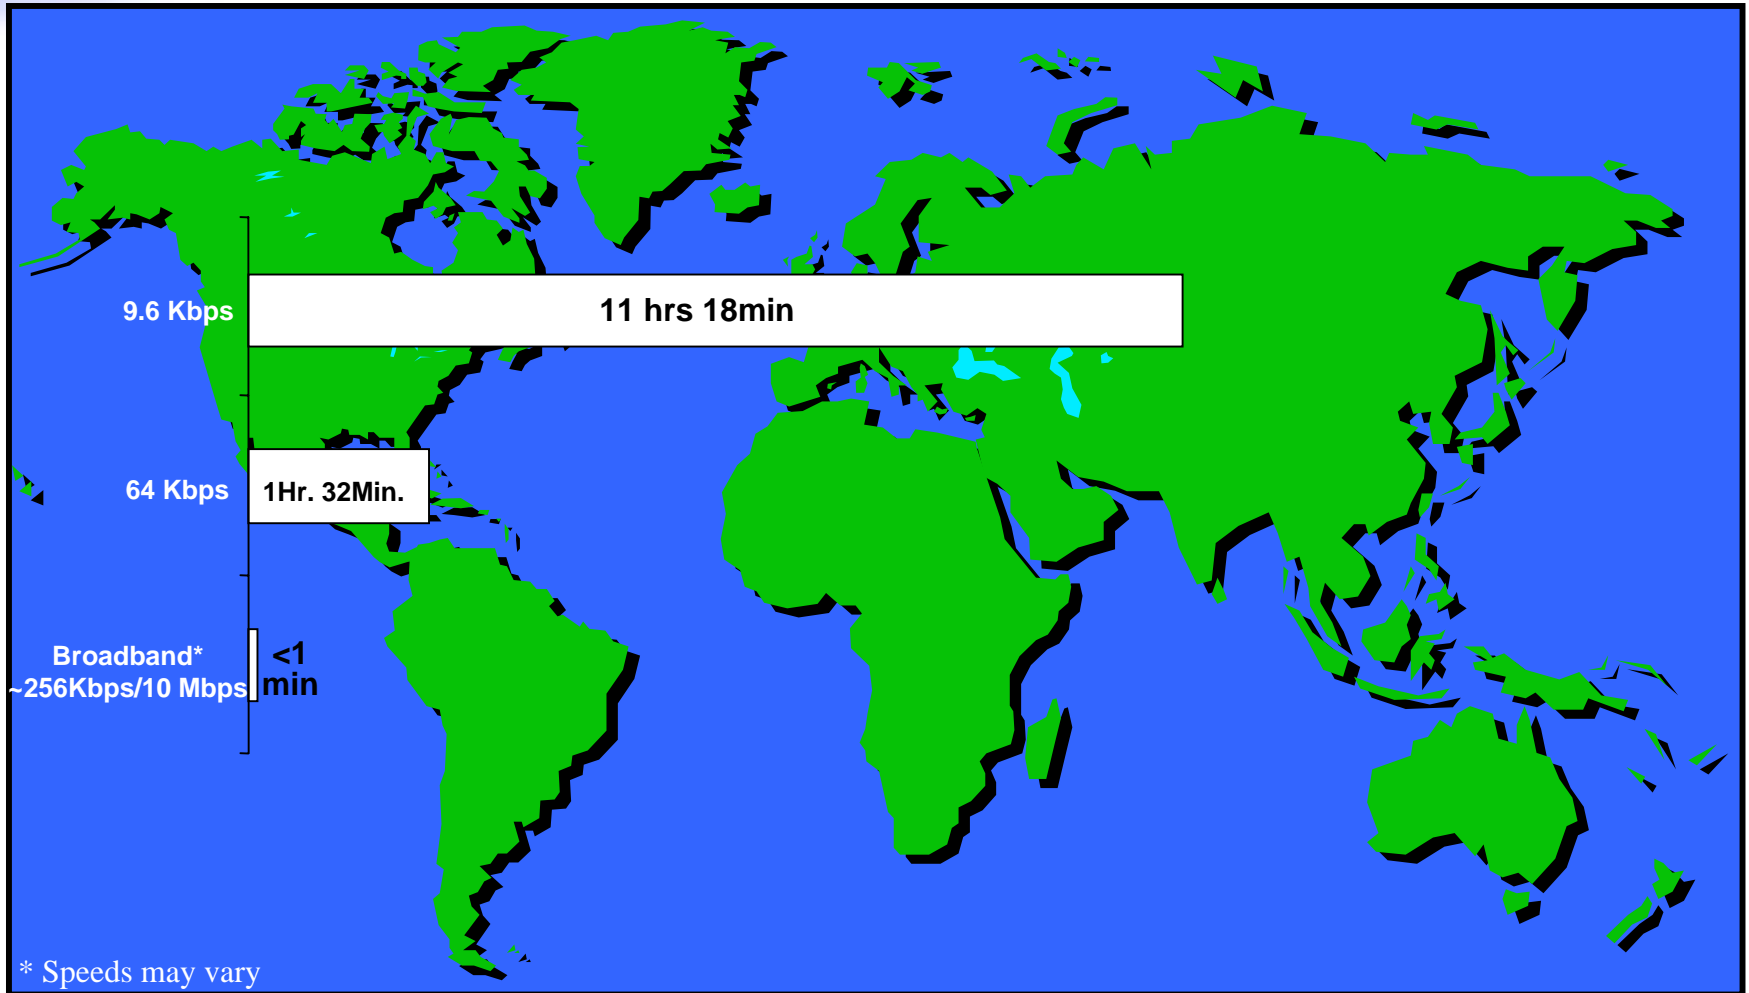 9.6 Kbps
11 hrs 18min
64 Kbps
1Hr. 32Min.
Broadband*
~256Kbps/10 Mbps
<1
min
* Speeds may vary